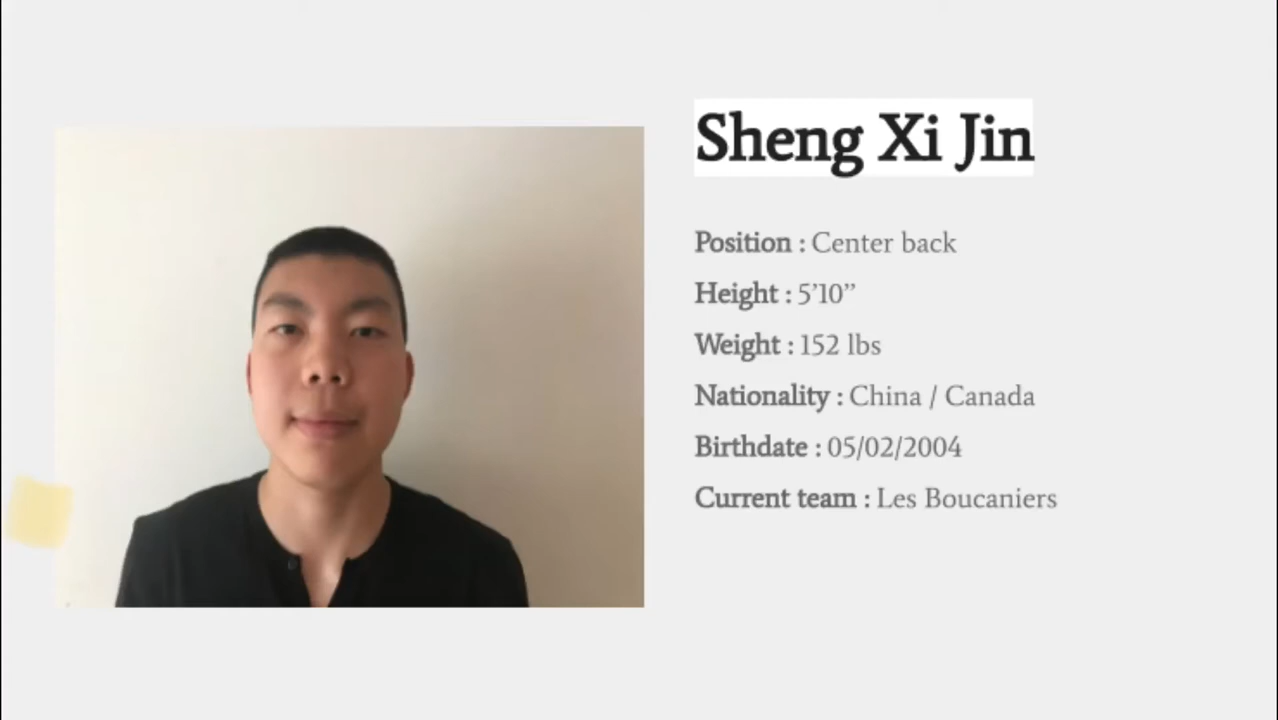 Sheng Xi Jin
Position : Center back
Height : 5’10’’
Weight : 152 lbs
Nationality : China / Canada
Birthdate : 05/02/2004
Current team : Les Boucaniers